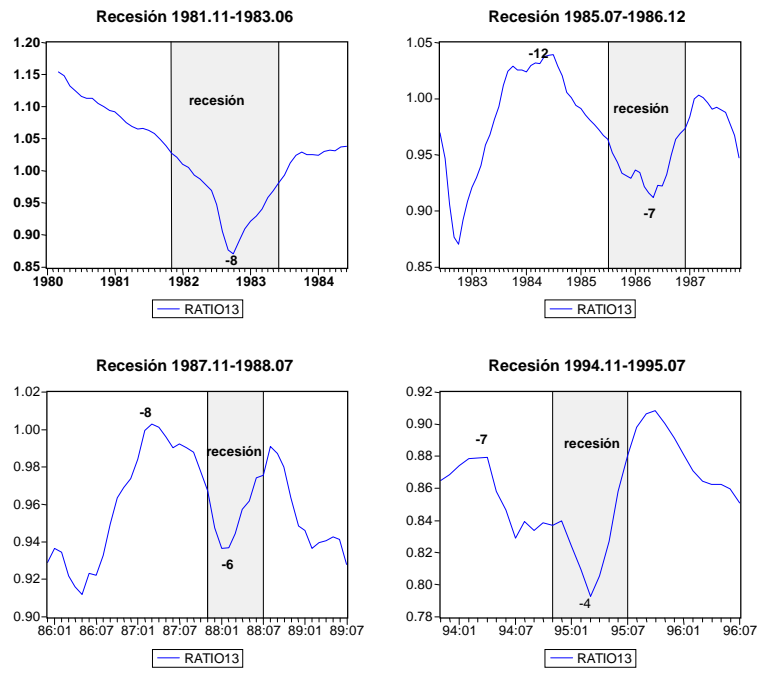 Recesión 1981.11-1983.06
1.20
1.15
1.10
1.05
1.00
0.95
0.90
0.85
recesión
-8
1980 1981 1982 1983 1984
RATIO13
Recesión 1985.07-1986.12
1.05
1.00
0.95
0.90
0.85
-12
recesión
-7
1983 1984 1985 1986 1987
RATIO13
Recesión 1987.11-1988.07
1.02
1.00
0.98
0.96
0.94
0.92
0.90
-8
recesión
-6
86:01 86:07 87:01 87:07 88:01 88:07 89:01 89:07
RATIO13
Recesión 1994.11-1995.07
0.92
0.90
0.88
0.86
0.84
0.82
0.80
0.78
-7
recesión
-4
94:01 94:07 95:01 95:07 96:01 96:07
RATIO13